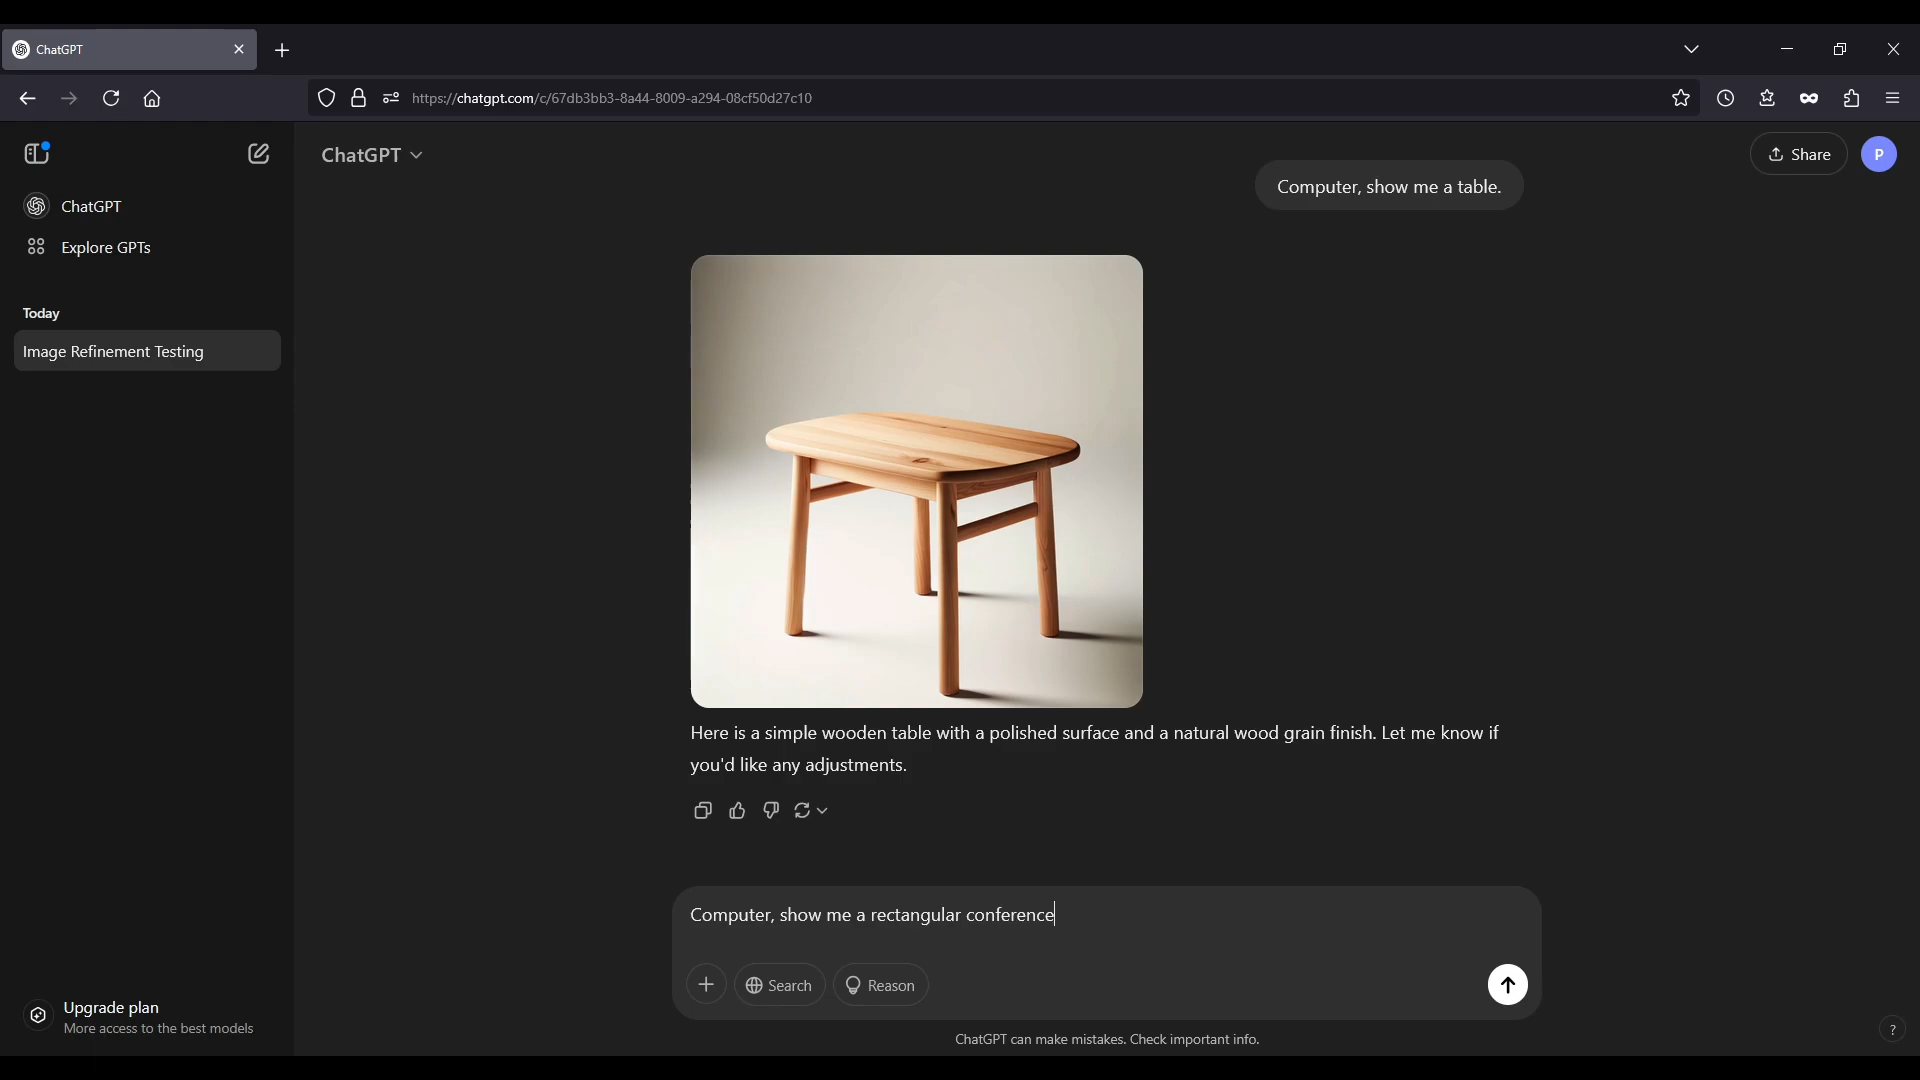 ChatGPT
https://chatgpt.com/c/67db3bb3-8a44-8009-a294-08cf50d27c10
ChatGPT
Share
P
Computer, show me a table.
ChatGPT
Explore GPTs
Today
Image Refinement Testing
Here is a simple wooden table with a polished surface and a natural wood grain finish. Let me know if
you'd like any adjustments.
Computer, show me a rectangular conference
Search
Reason
Upgrade plan
More access to the best models
ChatGPT can make mistakes. Check important info.
?